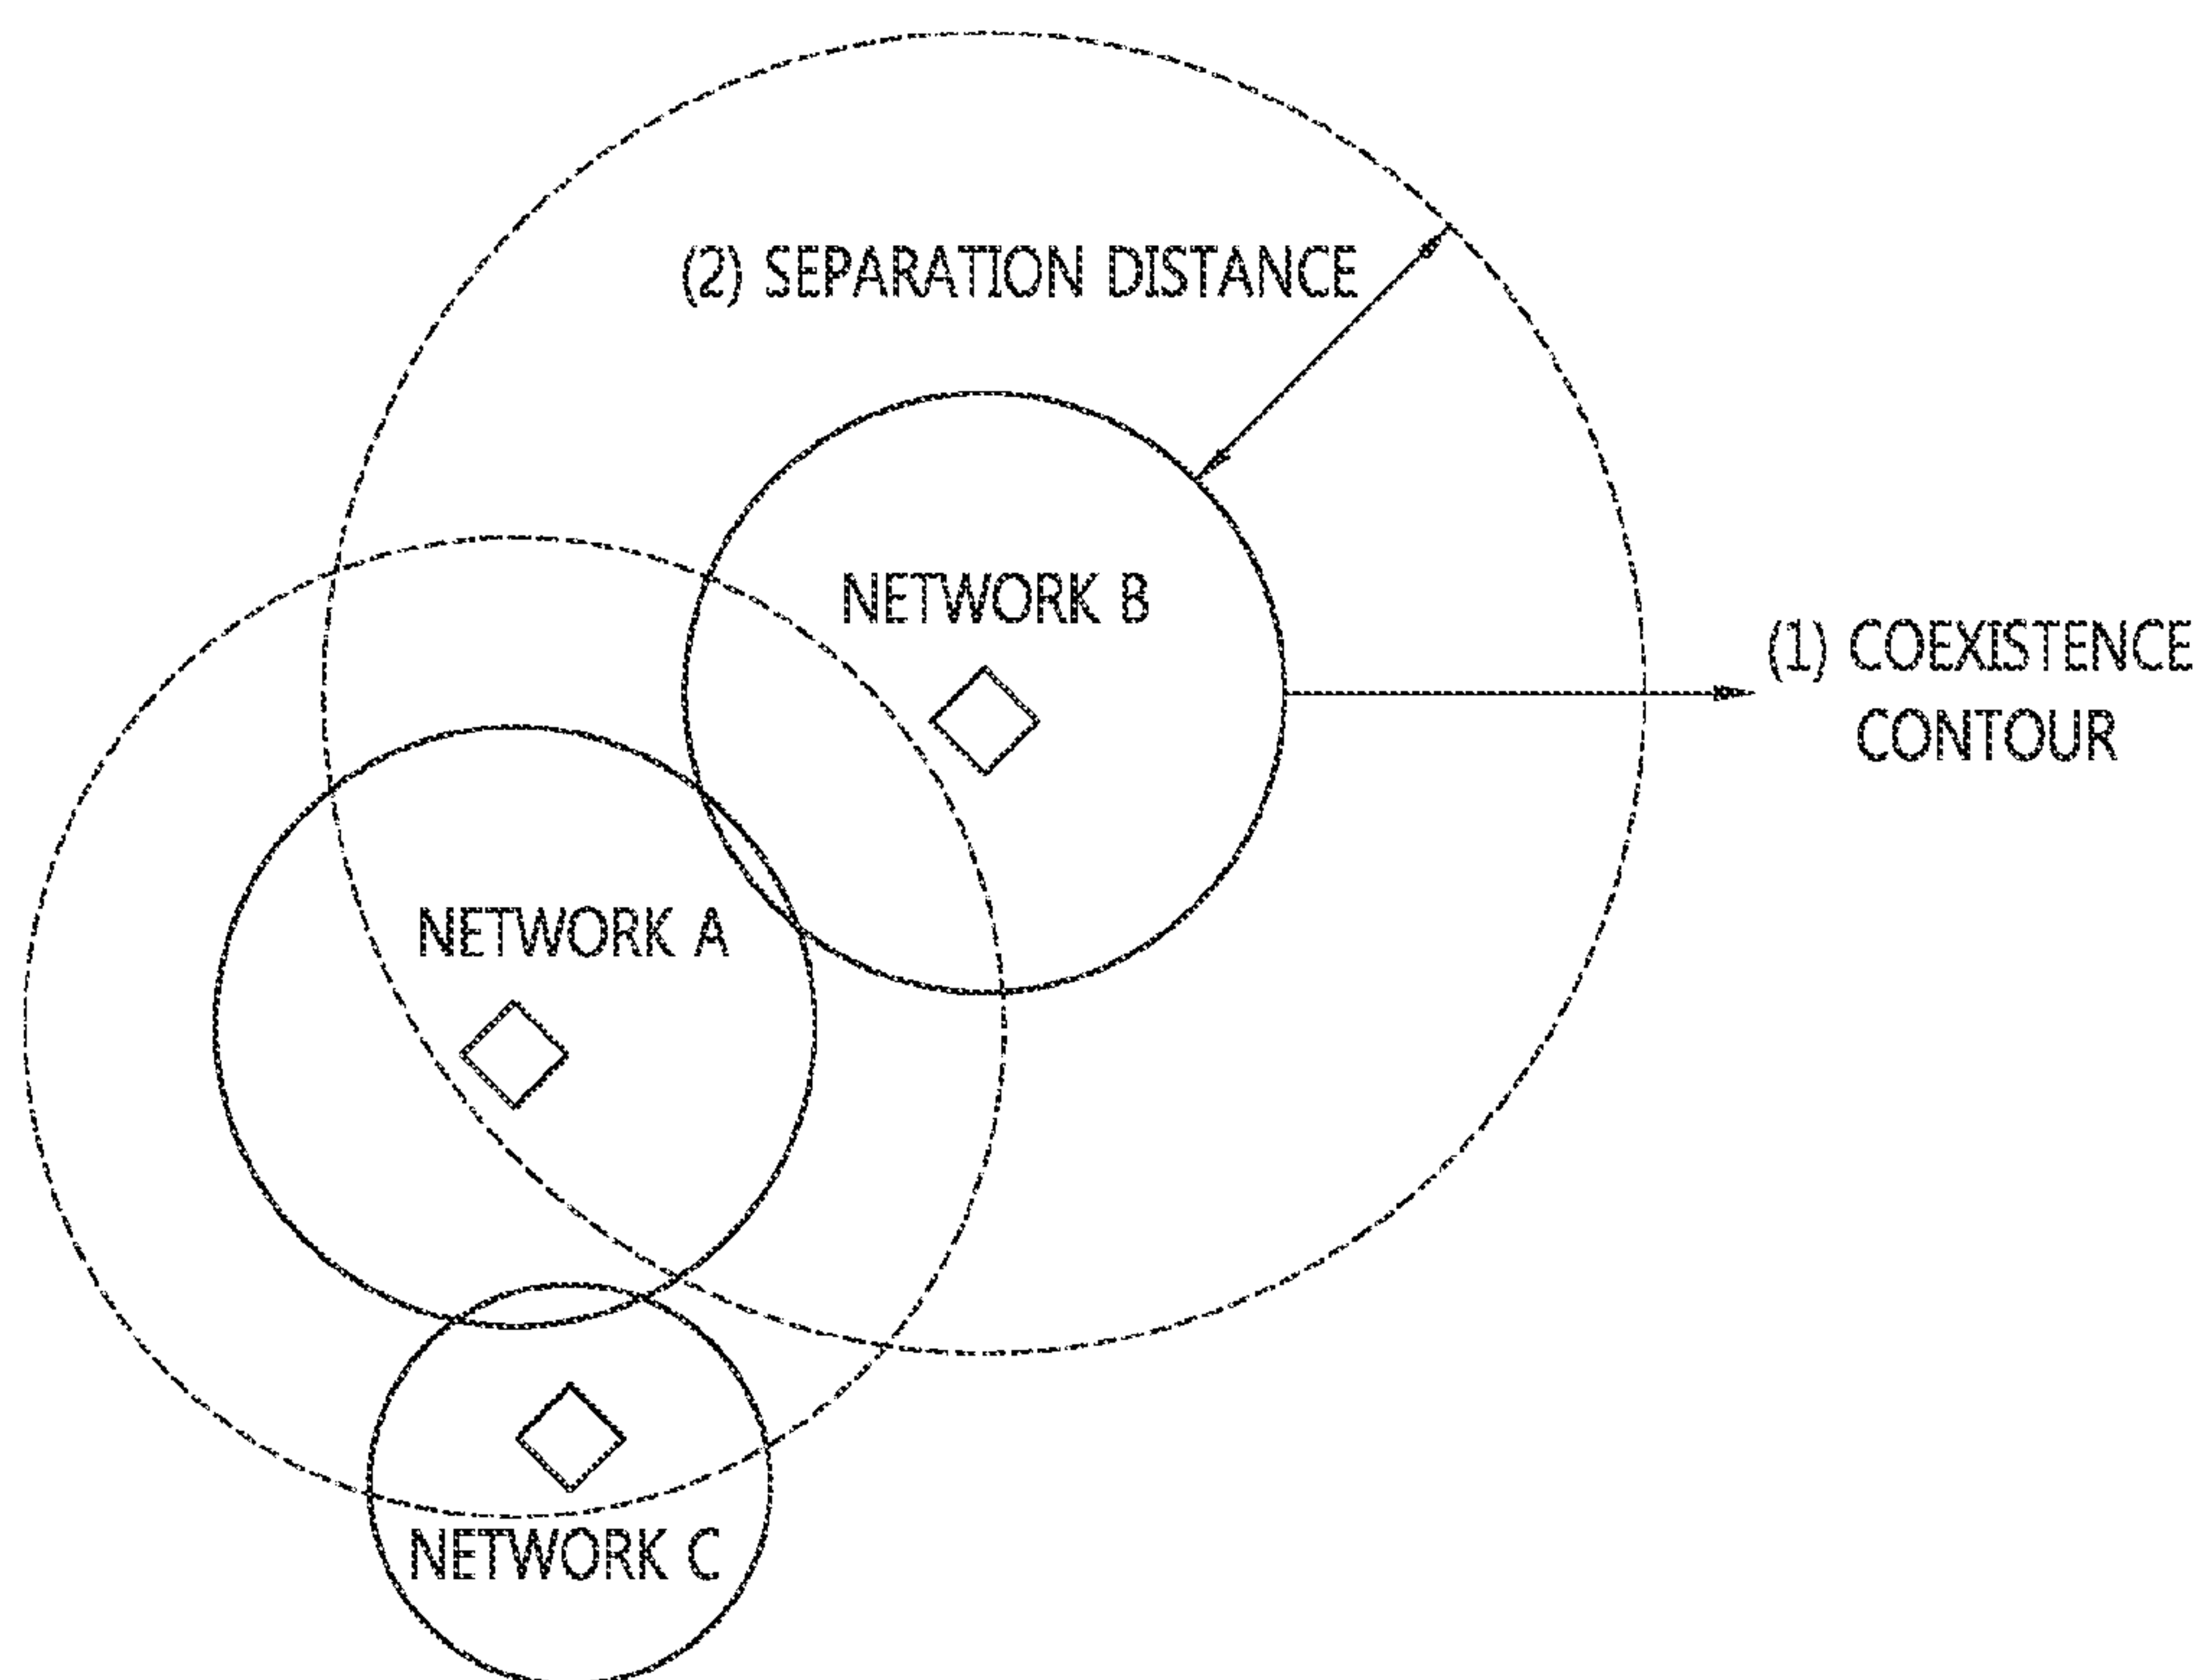 (2) SEPARATION DISTANCE
NETWORK B
(1) COEXISTENCE
CONTOUR
NETWORK A
NETWORK C